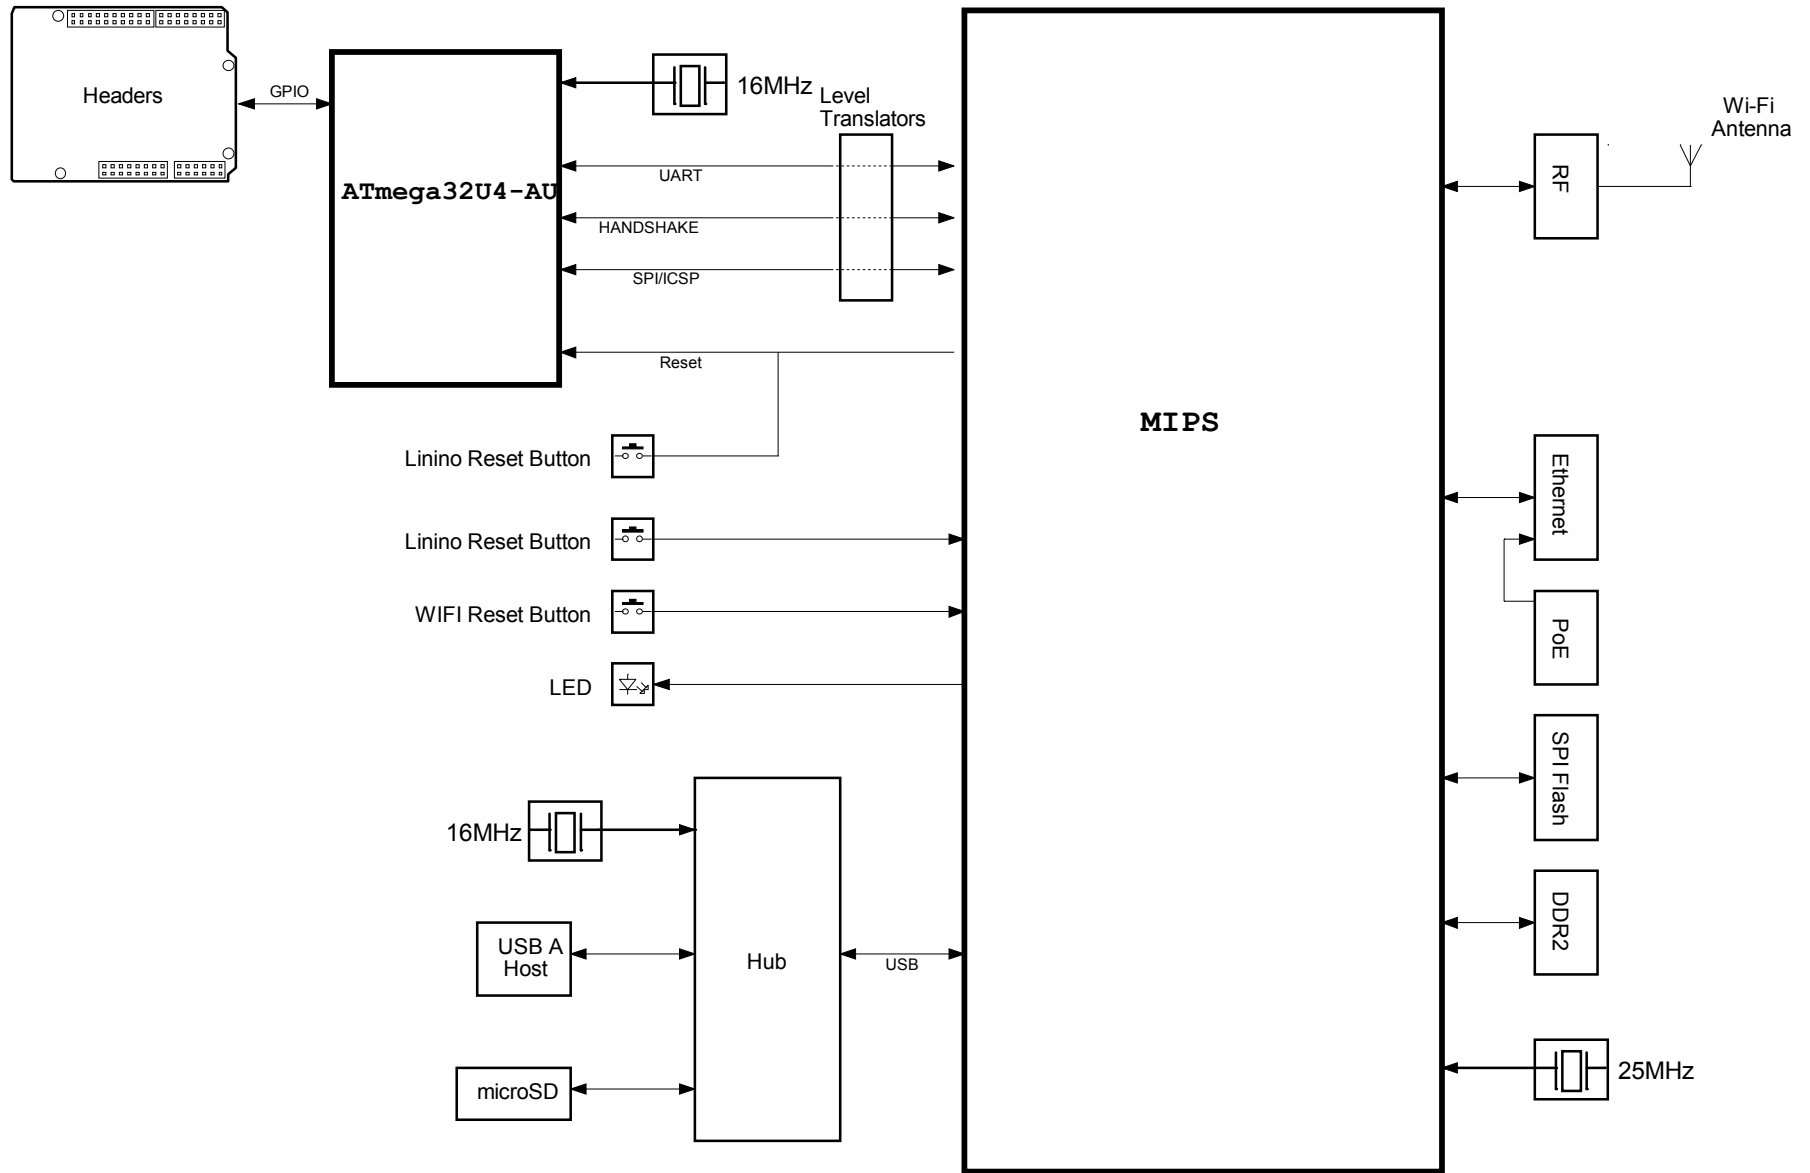 Headers
GPIO
ATmega32U4-AU
16MHz
Level
Translators
UART
HANDSHAKE
SPI/ICSP
Reset
MIPS
Wi-Fi
Antenna
RF
Linino Reset Button
Linino Reset Button
WIFI Reset Button
LED
Ethernet
PoE
SPI Flash
DDR2
25MHz
16MHz
USB A
Host
Hub
USB
microSD